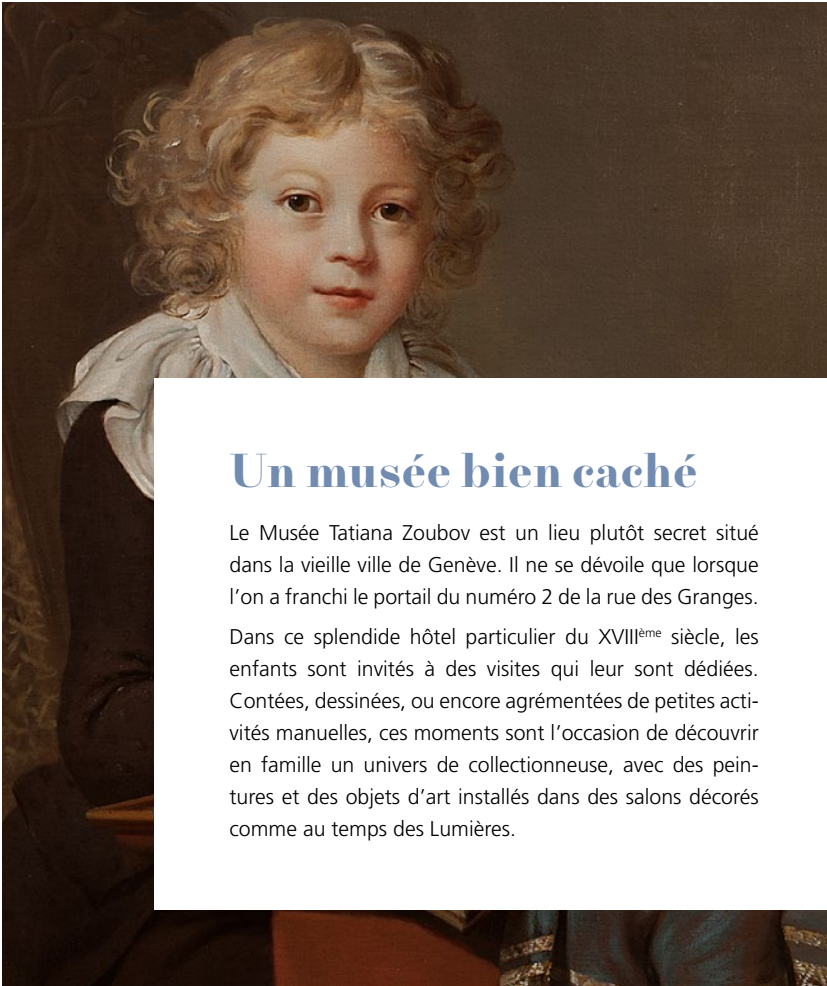 Un musée bien caché
Le Musée Tatiana Zoubov est un lieu plutôt secret situé
dans la vieille ville de Genève. Il ne se dévoile que lorsque
l’on a franchi le portail du numéro 2 de la rue des Granges.
Dans ce splendide hôtel particulier du XVIIIème siècle, les
enfants sont invités à des visites qui leur sont dédiées.
Contées, dessinées, ou encore agrémentées de petites acti-
vités manuelles, ces moments sont l’occasion de découvrir
en famille un univers de collectionneuse, avec des pein-
tures et des objets d’art installés dans des salons décorés
comme au temps des Lumières.